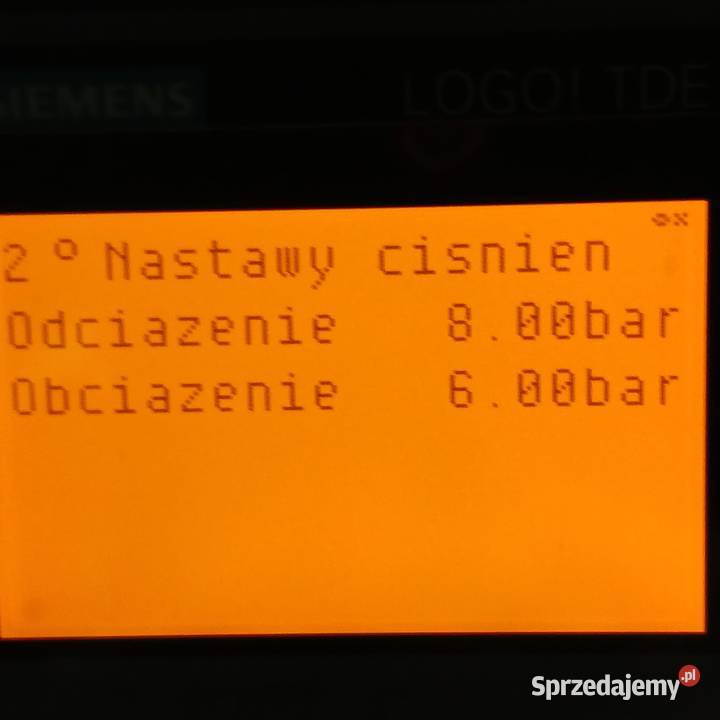 SIEMENS
LOGO! TDE
2° Nastawy cisnien
Odciazenie 8.00bar
Obciazenie 6.00bar
Sprzedajemy.pl